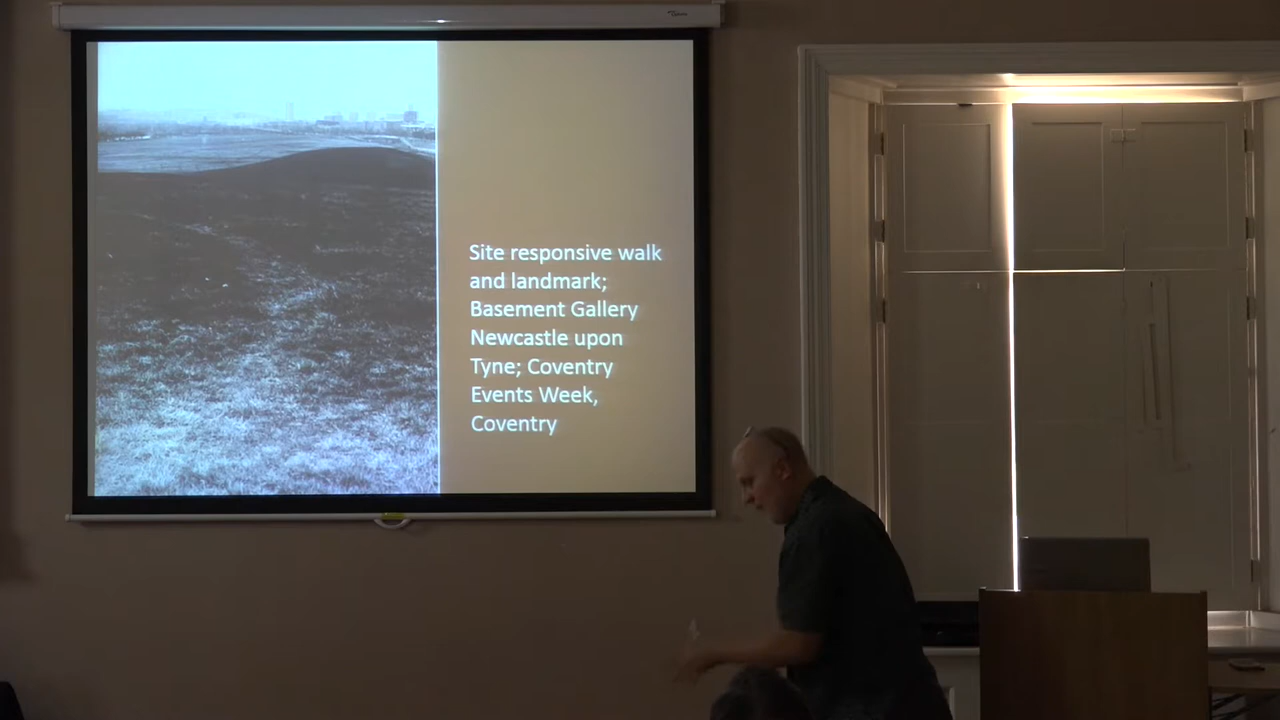 Site responsive walk
and landmark;
Basement Gallery
Newcastle upon
Tyne; Coventry
Events Week,
Coventry